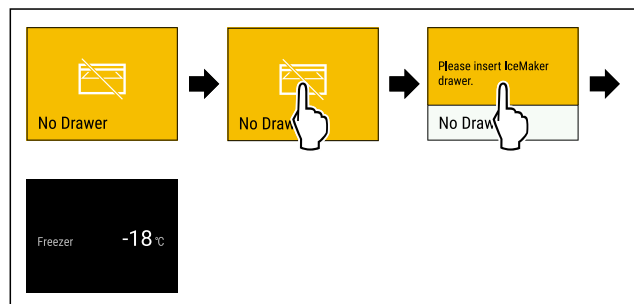 No Drawer
No Draw
Please insert IceMaker
drawer.
No Draw
Freezer -18 °C